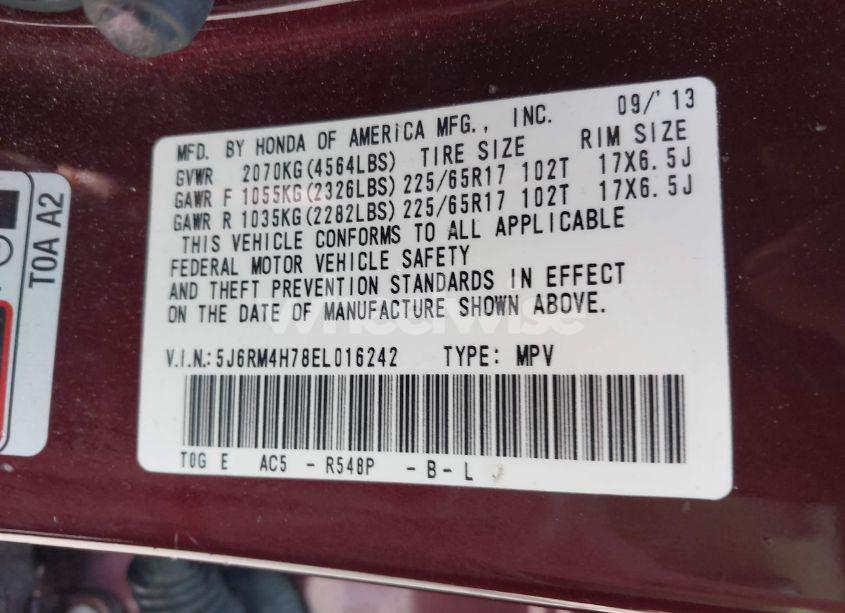 MFD. BY HONDA OF AMERICA MFG., INC. 09/'13
GVWR 2070KG(4564LBS) TIRE SIZE RIM SIZE
GAWR F 1055KG(2326LBS) 225/65R17 102T 17X6.5J
GAWR R 1035KG(2282LBS) 225/65R17 102T 17X6.5J
THIS VEHICLE CONFORMS TO ALL APPLICABLE
FEDERAL MOTOR VEHICLE SAFETY
AND THEFT PREVENTION STANDARDS IN EFFECT
ON THE DATE OF MANUFACTURE SHOWN ABOVE.
V.I.N.:5J6RM4H78EL016242 TYPE: MPV
T0G E AC5 - R548P - B - L
T0A A2
Wheelwise